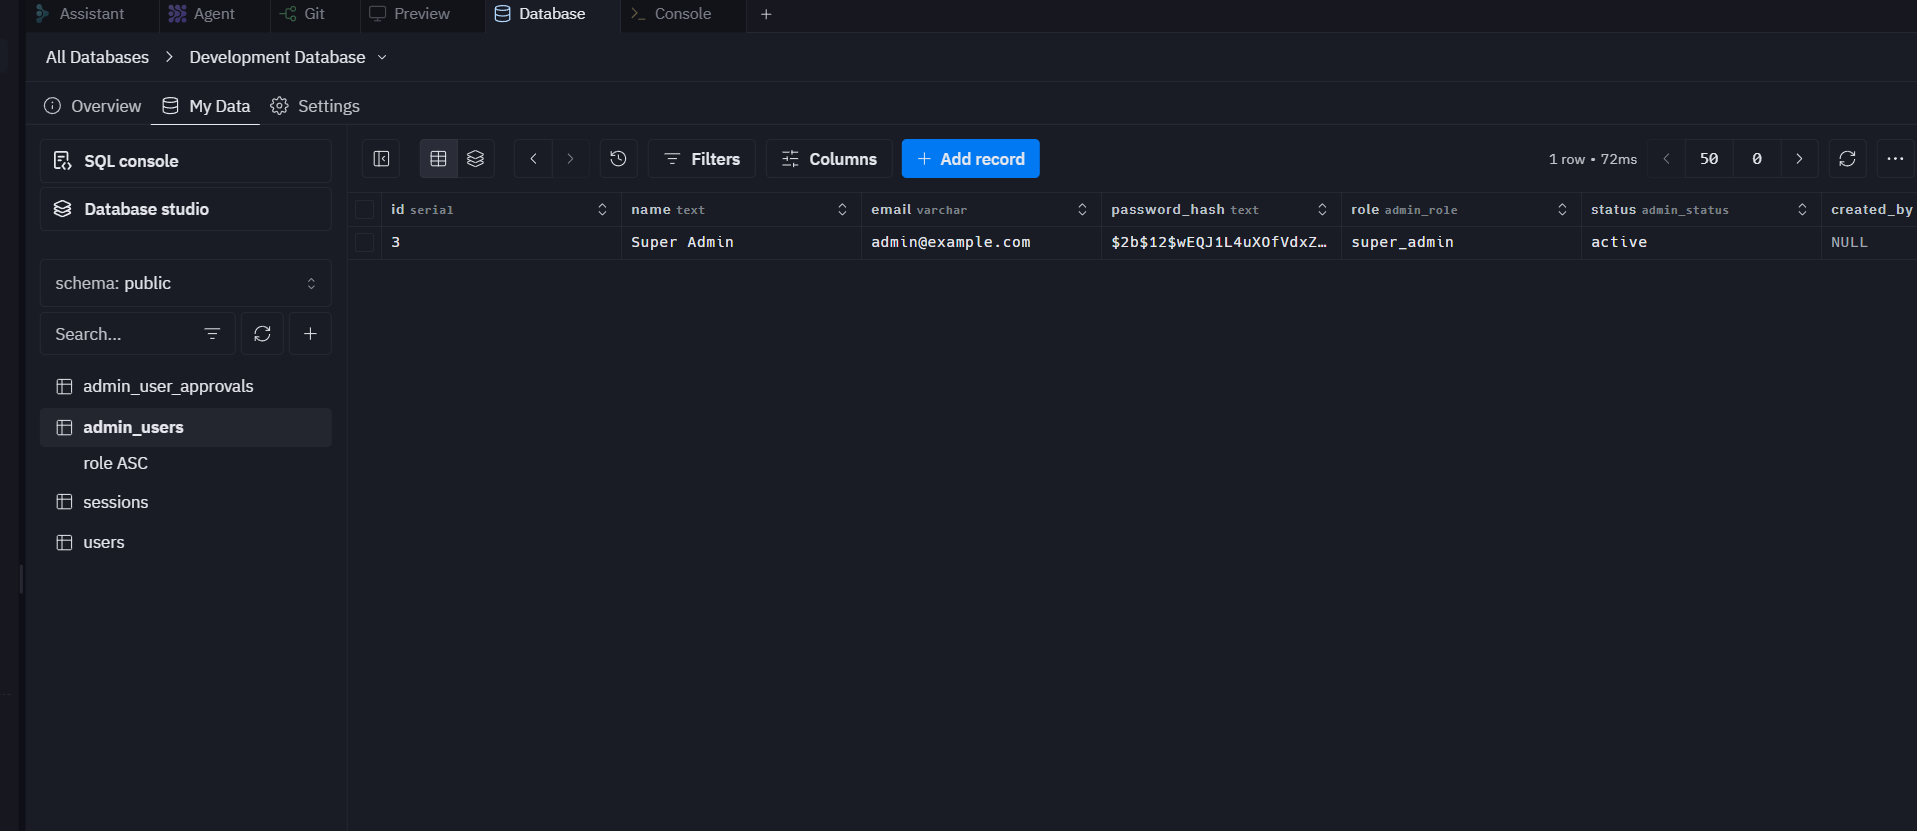 Assistant Agent Git Preview Database Console
All Databases > Development Database
Overview My Data Settings
SQL console
Database studio
schema: public
Search...
admin_user_approvals
admin_users
role ASC
sessions
users
Filters Columns + Add record 1 row • 72ms 50 0
id serial name text email varchar password_hash text role admin_role status admin_status created_by
3 Super Admin admin@example.com $2b$12$wEQJ1L4uXOfVdxZ… super_admin active NULL